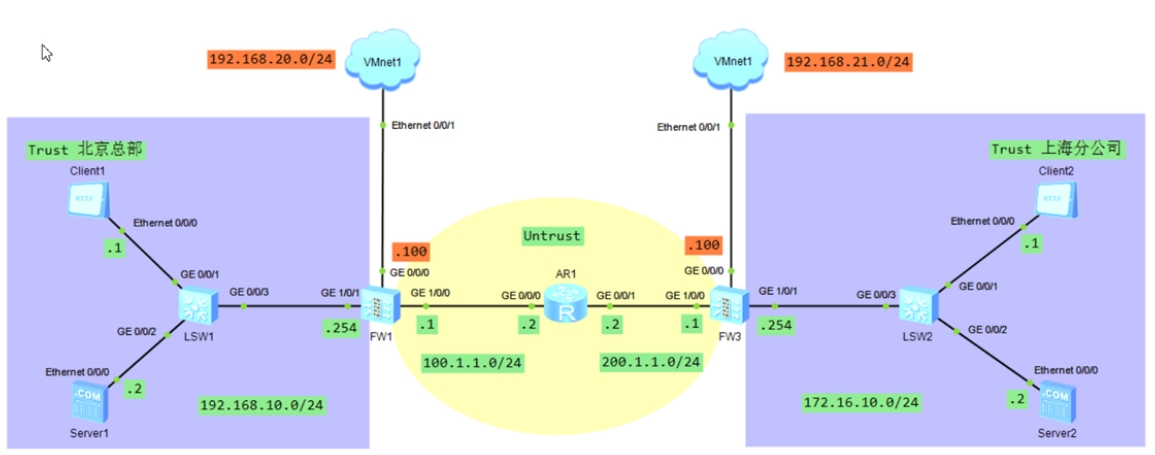 192.168.20.0/24
VMnet1
VMnet1
192.168.21.0/24
Ethernet 0/0/1
Ethernet 0/0/1
Trust 北京总部
Trust 上海分公司
Client1
Client2
HTTP
HTTP
Ethernet 0/0/0
Ethernet 0/0/0
.1
.1
Untrust
.100
.100
GE 0/0/1
GE 0/0/0
AR1
GE 0/0/0
GE 0/0/1
GE 0/0/3
GE 1/0/1
GE 1/0/0
GE 0/0/0
GE 0/0/1
GE 1/0/0
GE 1/0/1
GE 0/0/3
R
GE 0/0/2
LSW1
.254
FW1
.1
.2
.2
.1
FW3
.254
LSW2
GE 0/0/2
100.1.1.0/24
200.1.1.0/24
Ethernet 0/0/0
Ethernet 0/0/0
.COM
.2
.2
.COM
192.168.10.0/24
172.16.10.0/24
Server1
Server2